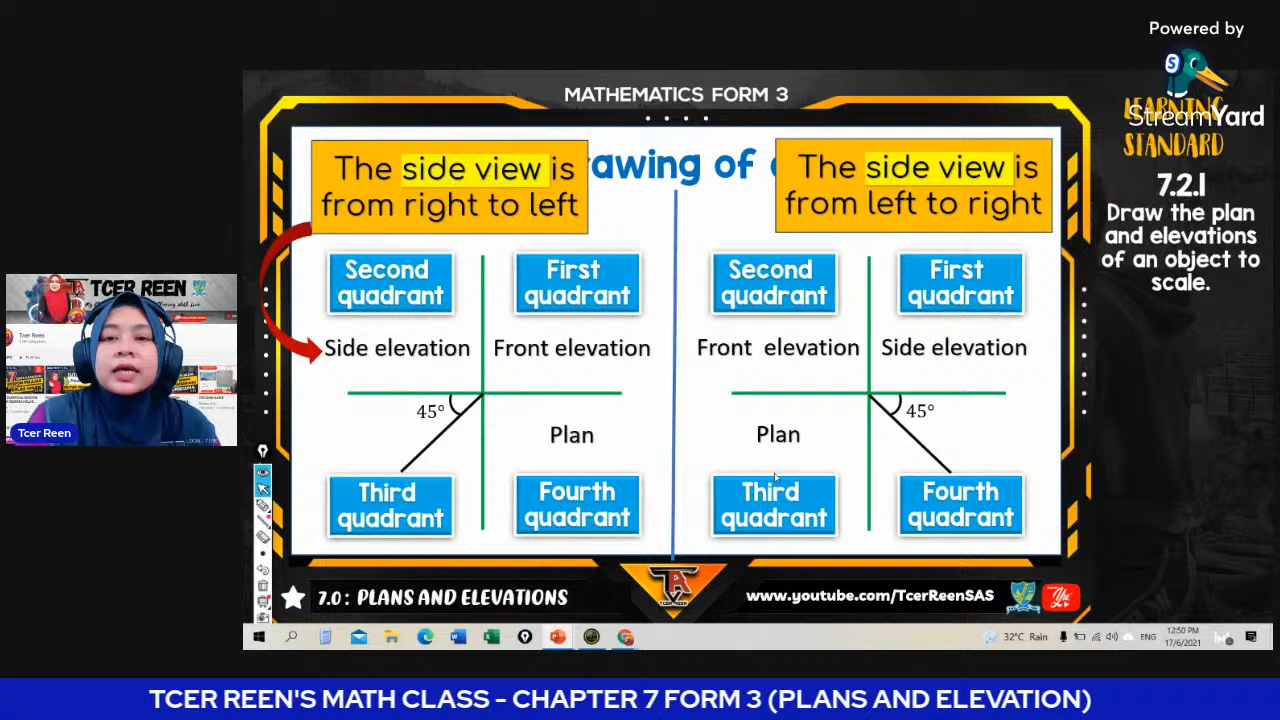 Powered by
StreamYard
LEARNING
STANDARD
7.2.1
Draw the plan
and elevations
of an object to
scale.
MATHEMATICS FORM 3
rawing of
The side view is
from right to left
The side view is
from left to right
Second
quadrant
First
quadrant
Second
quadrant
First
quadrant
Side elevation
Front elevation
Front elevation
Side elevation
45°
45°
Plan
Plan
Third
quadrant
Fourth
quadrant
Third
quadrant
Fourth
quadrant
TCER REEN
Tcer Reen
Tcer Reen
7.0: PLANS AND ELEVATIONS
TCER REEN
www.youtube.com/TcerReenSAS
32°C Rain
ENG
12:50 PM
17/6/2021
TCER REEN'S MATH CLASS - CHAPTER 7 FORM 3 (PLANS AND ELEVATION)